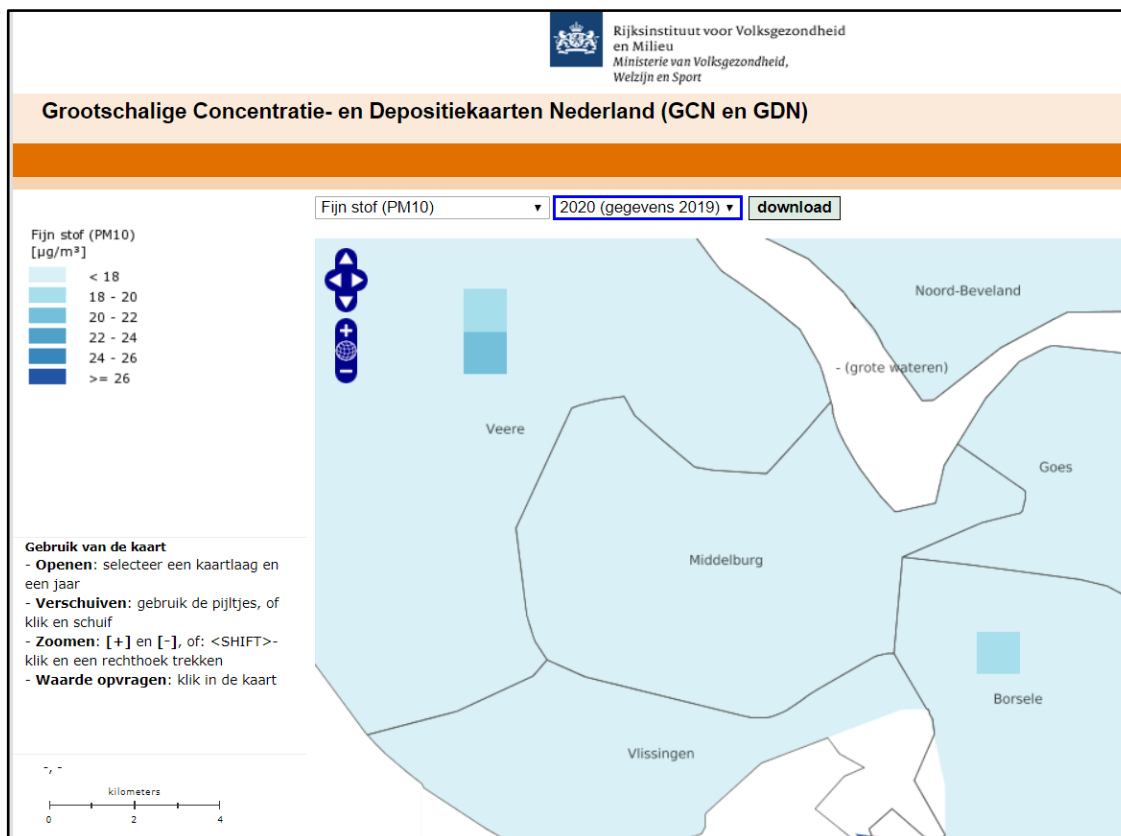 Rijksinstituut voor Volksgezondheid
en Milieu
Ministerie van Volksgezondheid,
Welzijn en Sport
Grootschalige Concentratie- en Depositiekaarten Nederland (GCN en GDN)
Fijn stof (PM10)
2020 (gegevens 2019)
download
Fijn stof (PM10)
[µg/m³]
< 18
18 - 20
20 - 22
22 - 24
24 - 26
>= 26
Noord-Beveland
- (grote wateren)
Veere
Goes
Middelburg
Borsele
Vlissingen
Gebruik van de kaart
- Openen: selecteer een kaartlaag en
een jaar
- Verschuiven: gebruik de pijltjes, of
klik en schuif
- Zoomen: [+] en [-], of: <SHIFT>-
klik en een rechthoek trekken
- Waarde opvragen: klik in de kaart
-, -
kilometers
0 2 4